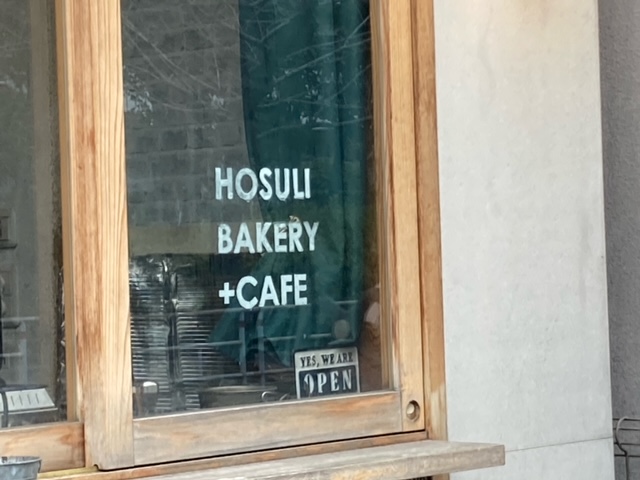 HOSULI
BAKERY
+CAFE
YES, WE ARE
OPEN